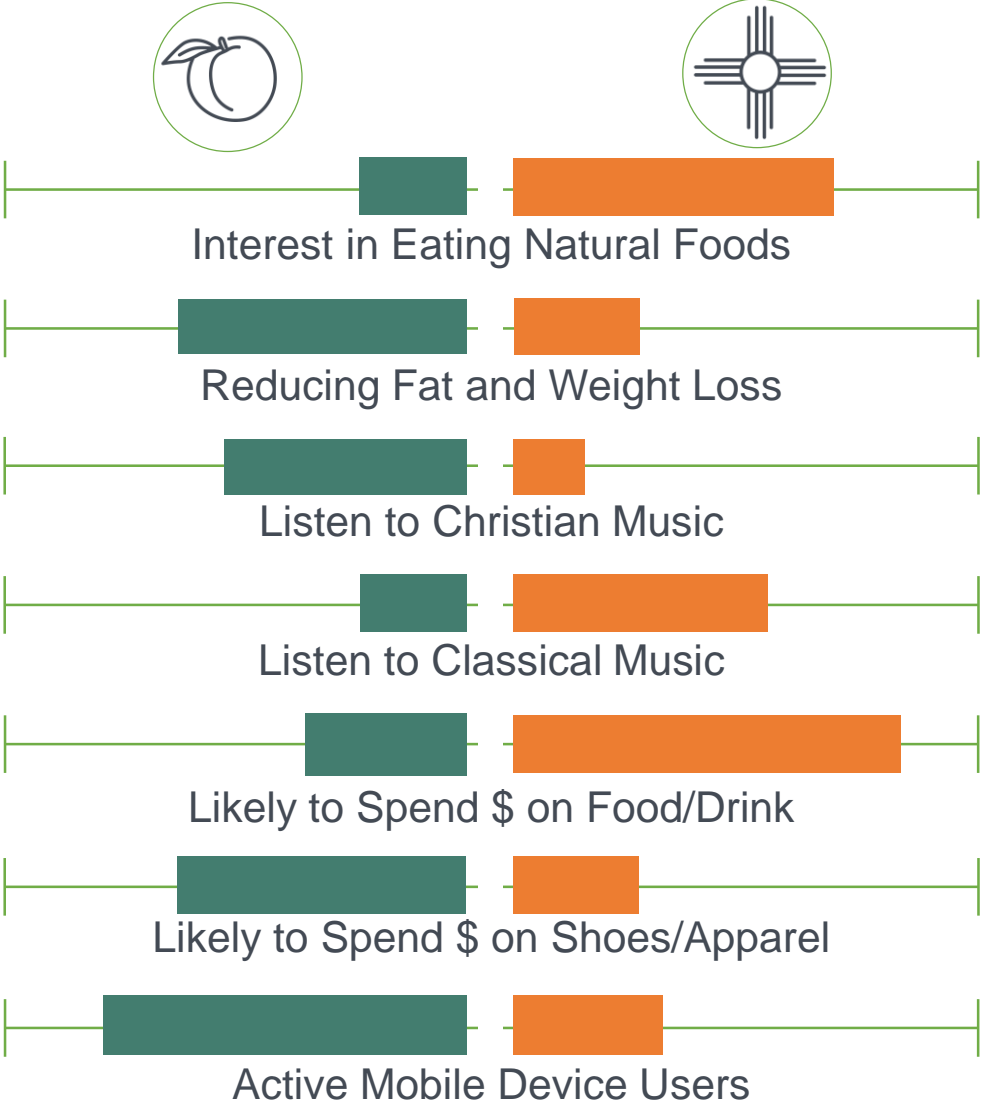 Interest in Eating Natural Foods
Reducing Fat and Weight Loss
Listen to Christian Music
Listen to Classical Music
Likely to Spend $ on Food/Drink
Likely to Spend $ on Shoes/Apparel
Active Mobile Device Users